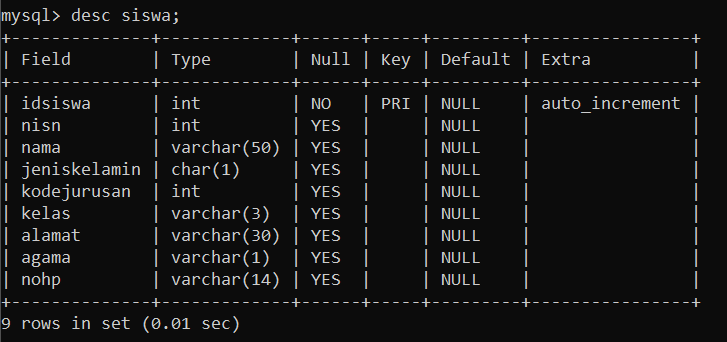 mysql> desc siswa;
+--------------+-------------+------+-----+---------+----------------+
| Field        | Type        | Null | Key | Default | Extra          |
+--------------+-------------+------+-----+---------+----------------+
| idsiswa      | int         | NO   | PRI | NULL    | auto_increment |
| nisn         | int         | YES  |     | NULL    |                |
| nama         | varchar(50) | YES  |     | NULL    |                |
| jeniskelamin | char(1)     | YES  |     | NULL    |                |
| kodejurusan  | int         | YES  |     | NULL    |                |
| kelas        | varchar(3)  | YES  |     | NULL    |                |
| alamat       | varchar(30) | YES  |     | NULL    |                |
| agama        | varchar(1)  | YES  |     | NULL    |                |
| nohp         | varchar(14) | YES  |     | NULL    |                |
+--------------+-------------+------+-----+---------+----------------+
9 rows in set (0.01 sec)